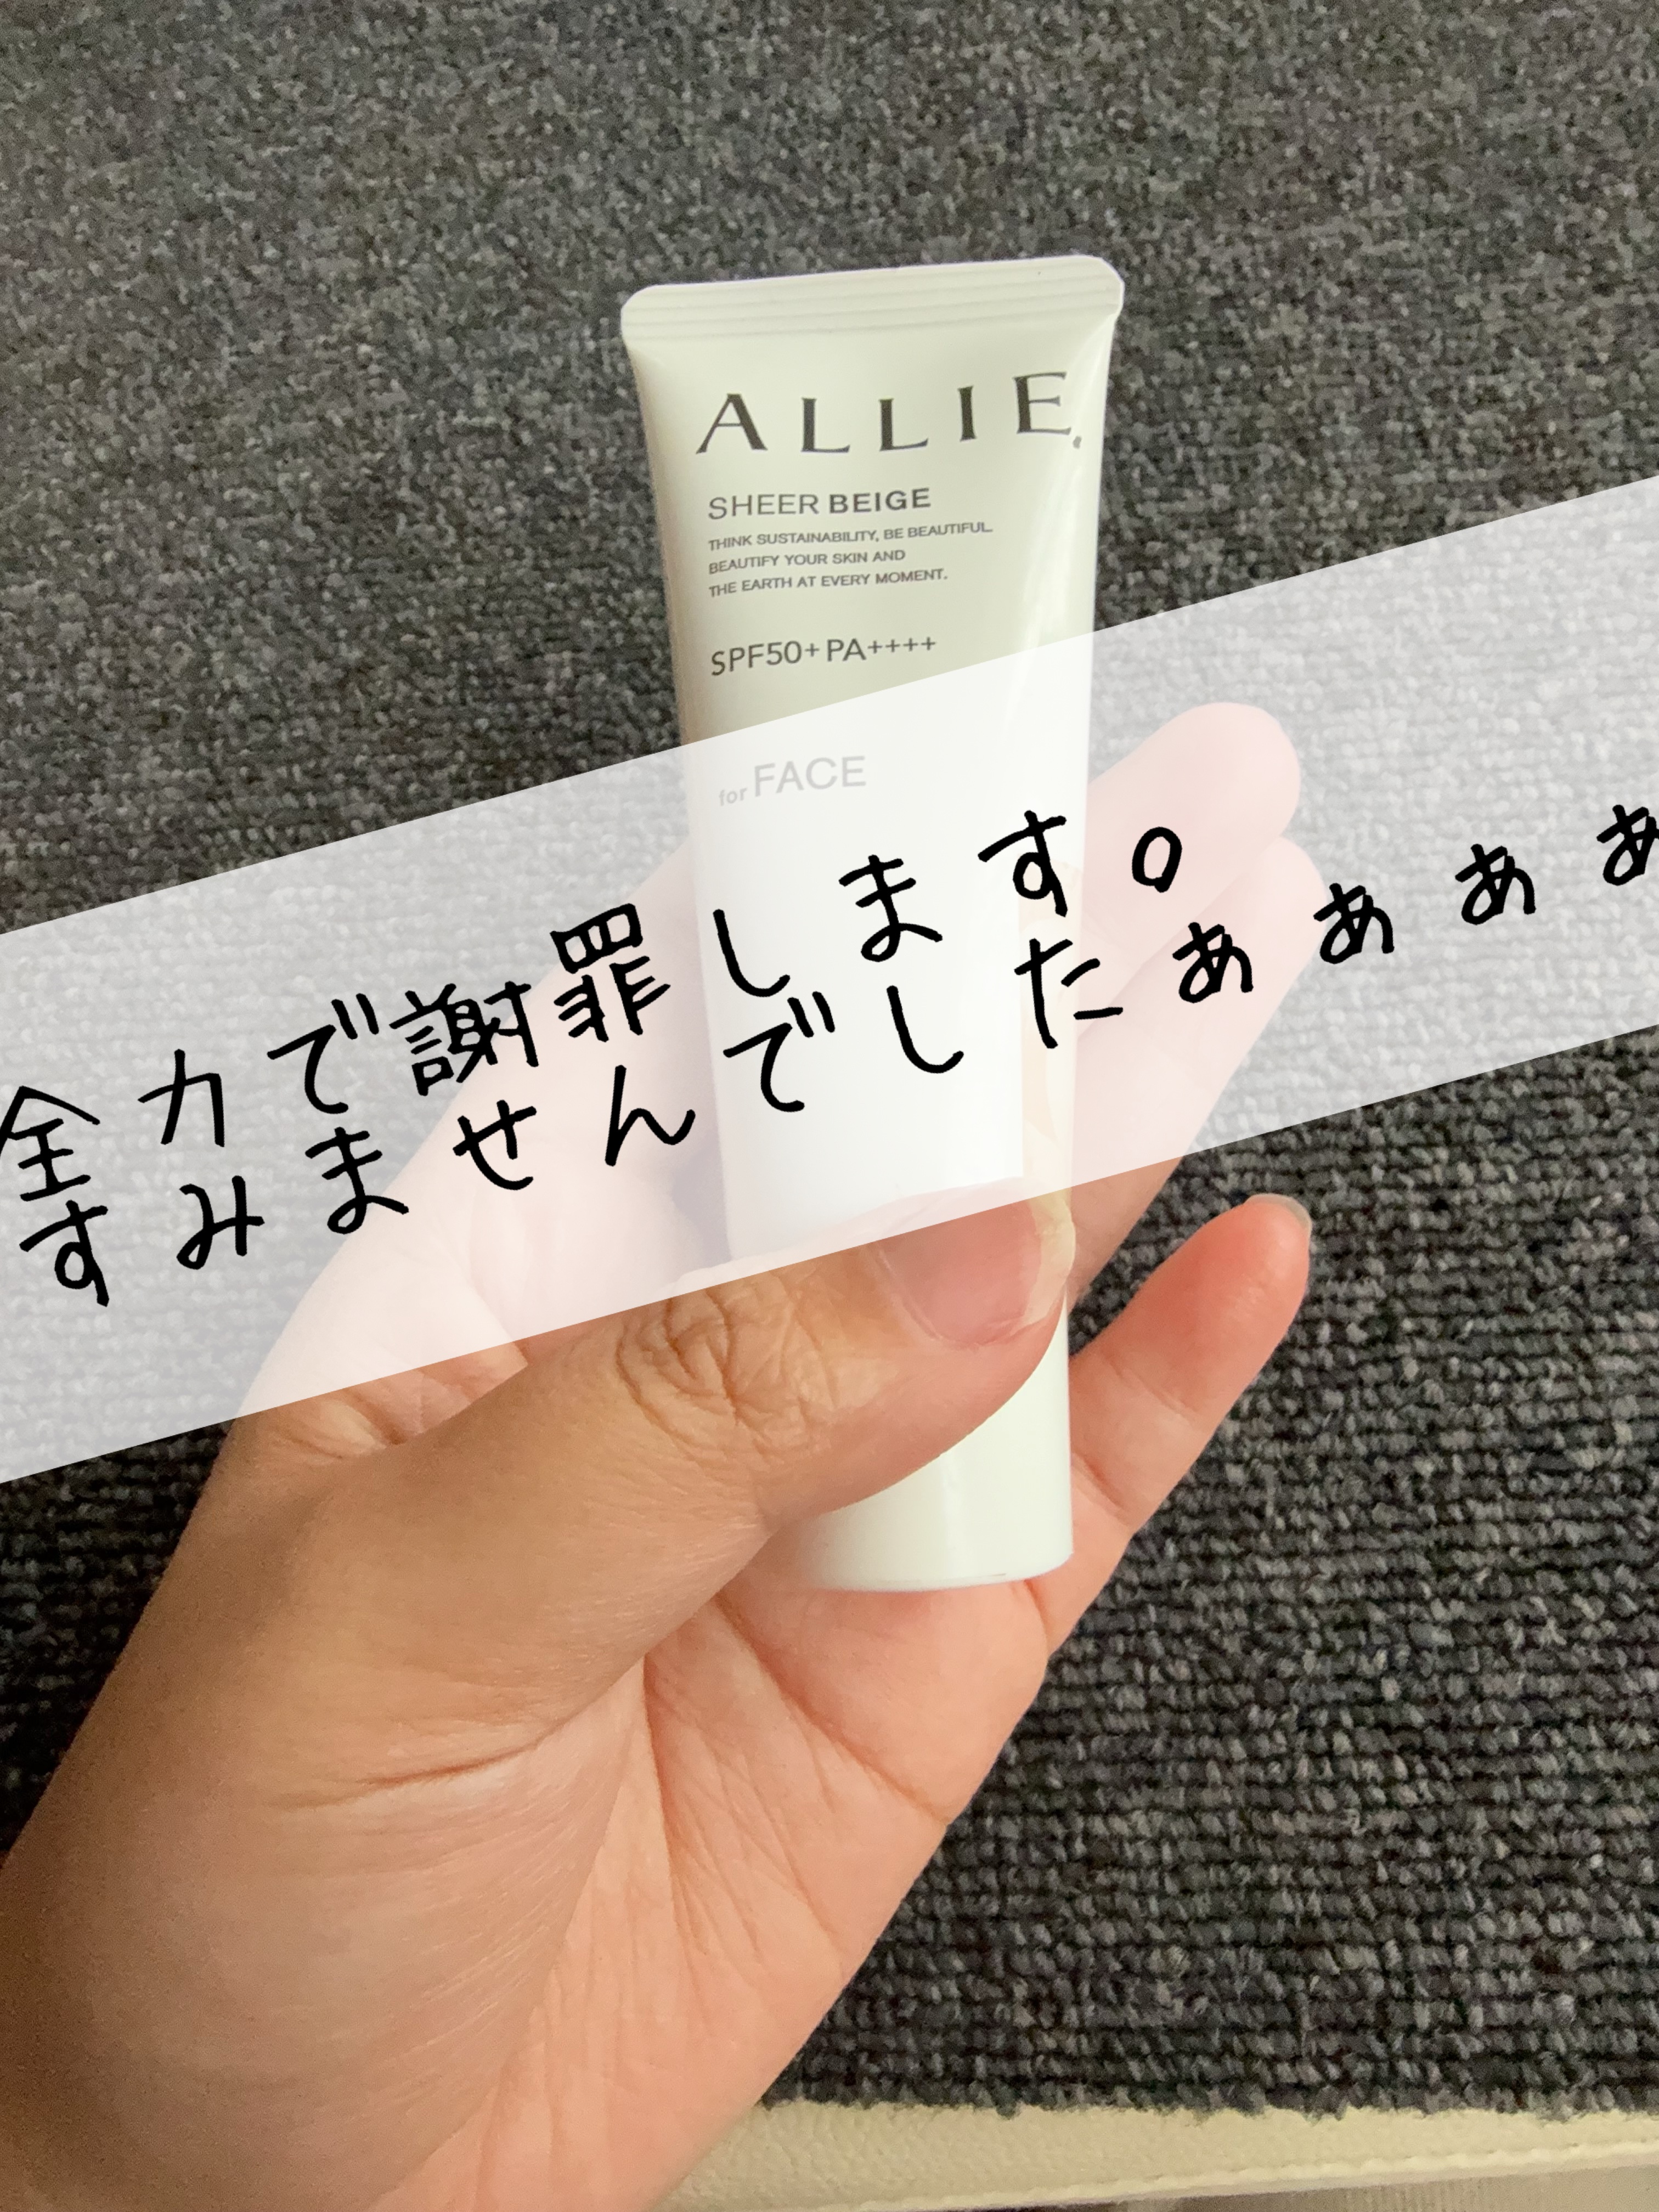 ALLIE
SHEER BEIGE
THINK SUSTAINABILITY, BE BEAUTIFUL.
BEAUTIFY YOUR SKIN AND
THE EARTH AT EVERY MOMENT.
SPF50+ PA++++
for FACE
全力で謝罪します。
すみませんでしたぁぁぁぁ